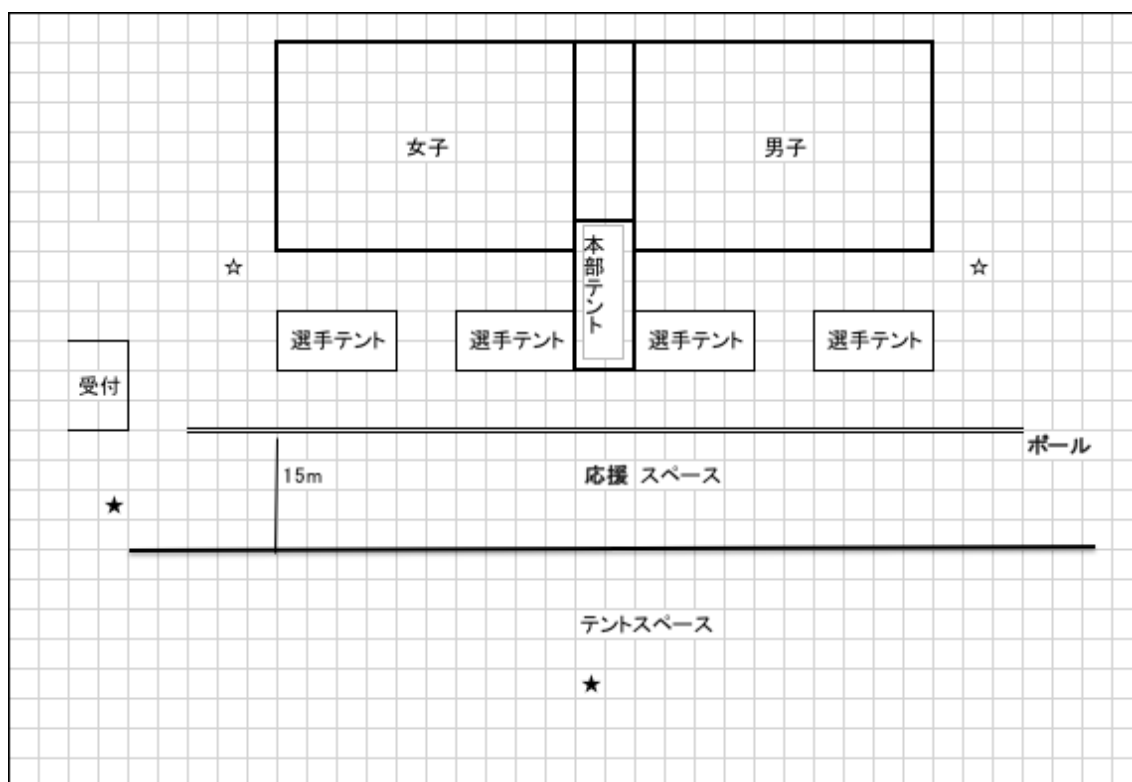 女子
男子
本部テント
☆
☆
選手テント
選手テント
選手テント
選手テント
受付
ポール
15m
応援 スペース
★
テントスペース
★